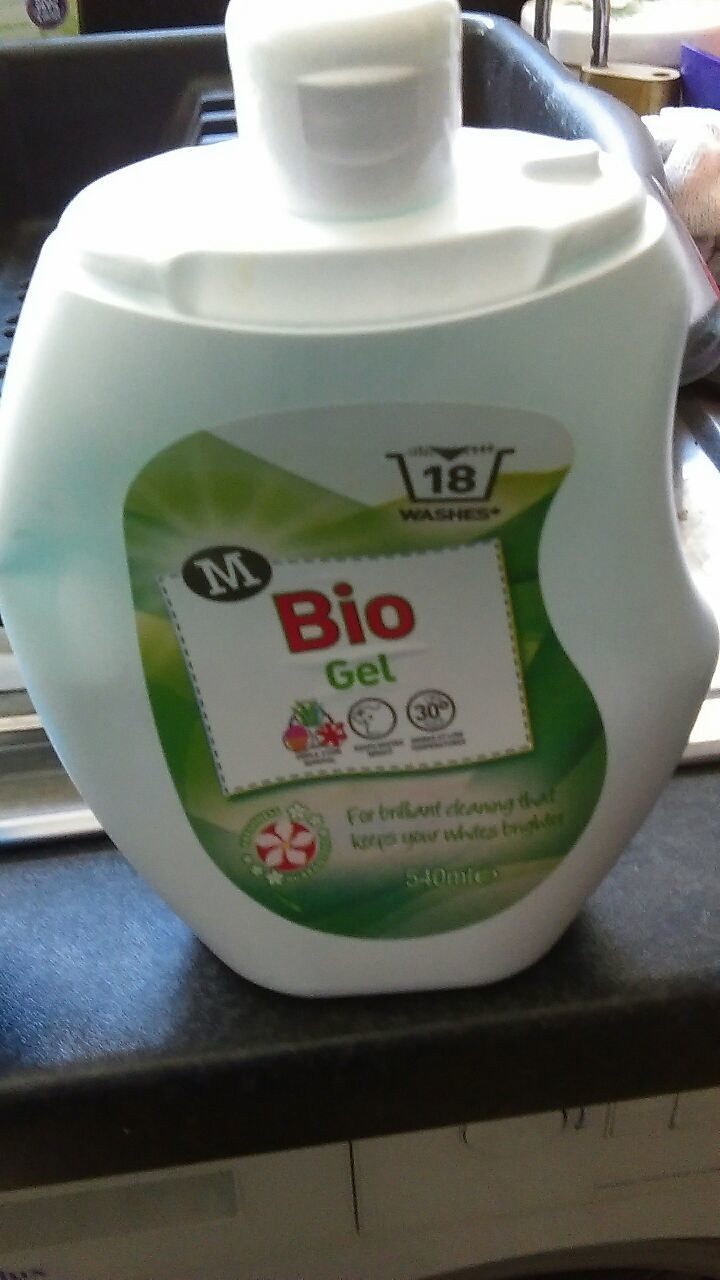 18
WASHES*
M
Bio
Gel
30°
For brilliant cleaning that
keeps your whites brighter
540ml e